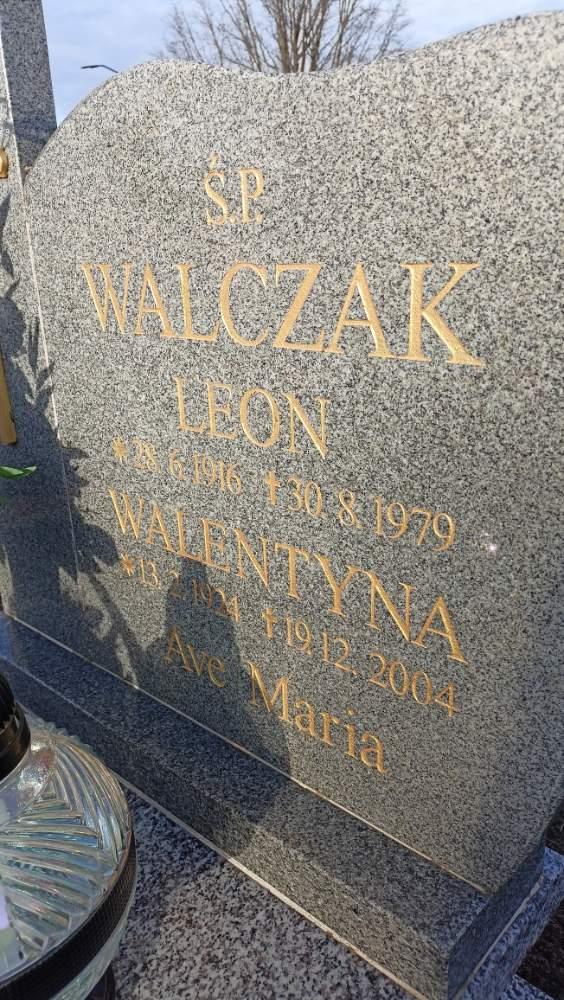 Ś.P.
WALCZAK
LEON
* 28. 6. 1916 † 30. 8. 1979
WALENTYNA
* 13. 2. 1924 † 19. 12. 2004
Ave Maria